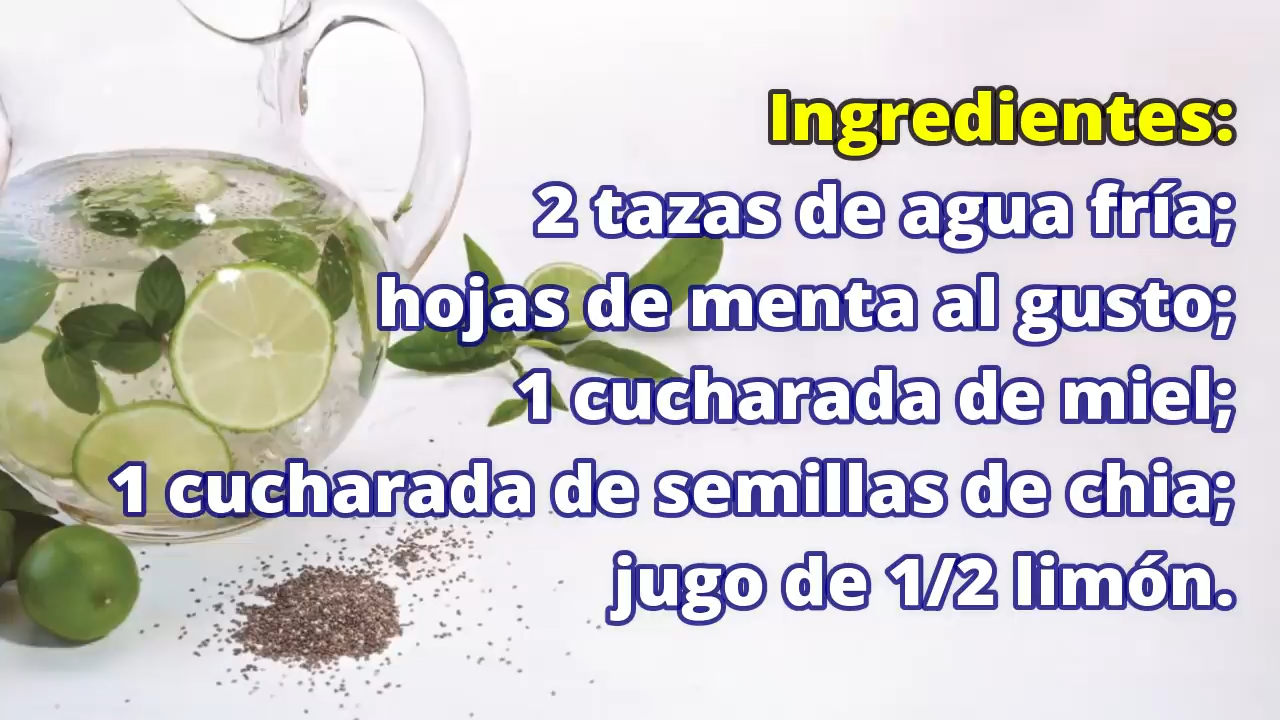 Ingredientes:
2 tazas de agua fría;
hojas de menta al gusto;
1 cucharada de miel;
1 cucharada de semillas de chia;
jugo de 1/2 limón.